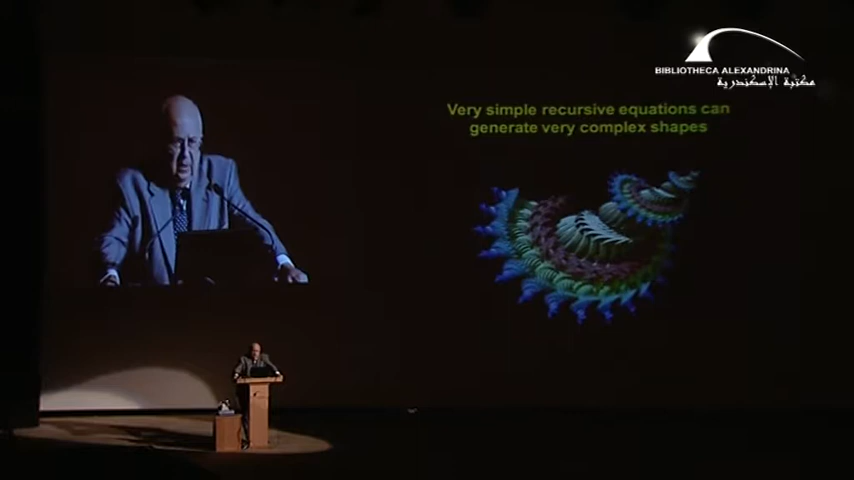 BIBLIOTHECA ALEXANDRINA
مكتبة الإسكندرية
Very simple recursive equations can
generate very complex shapes